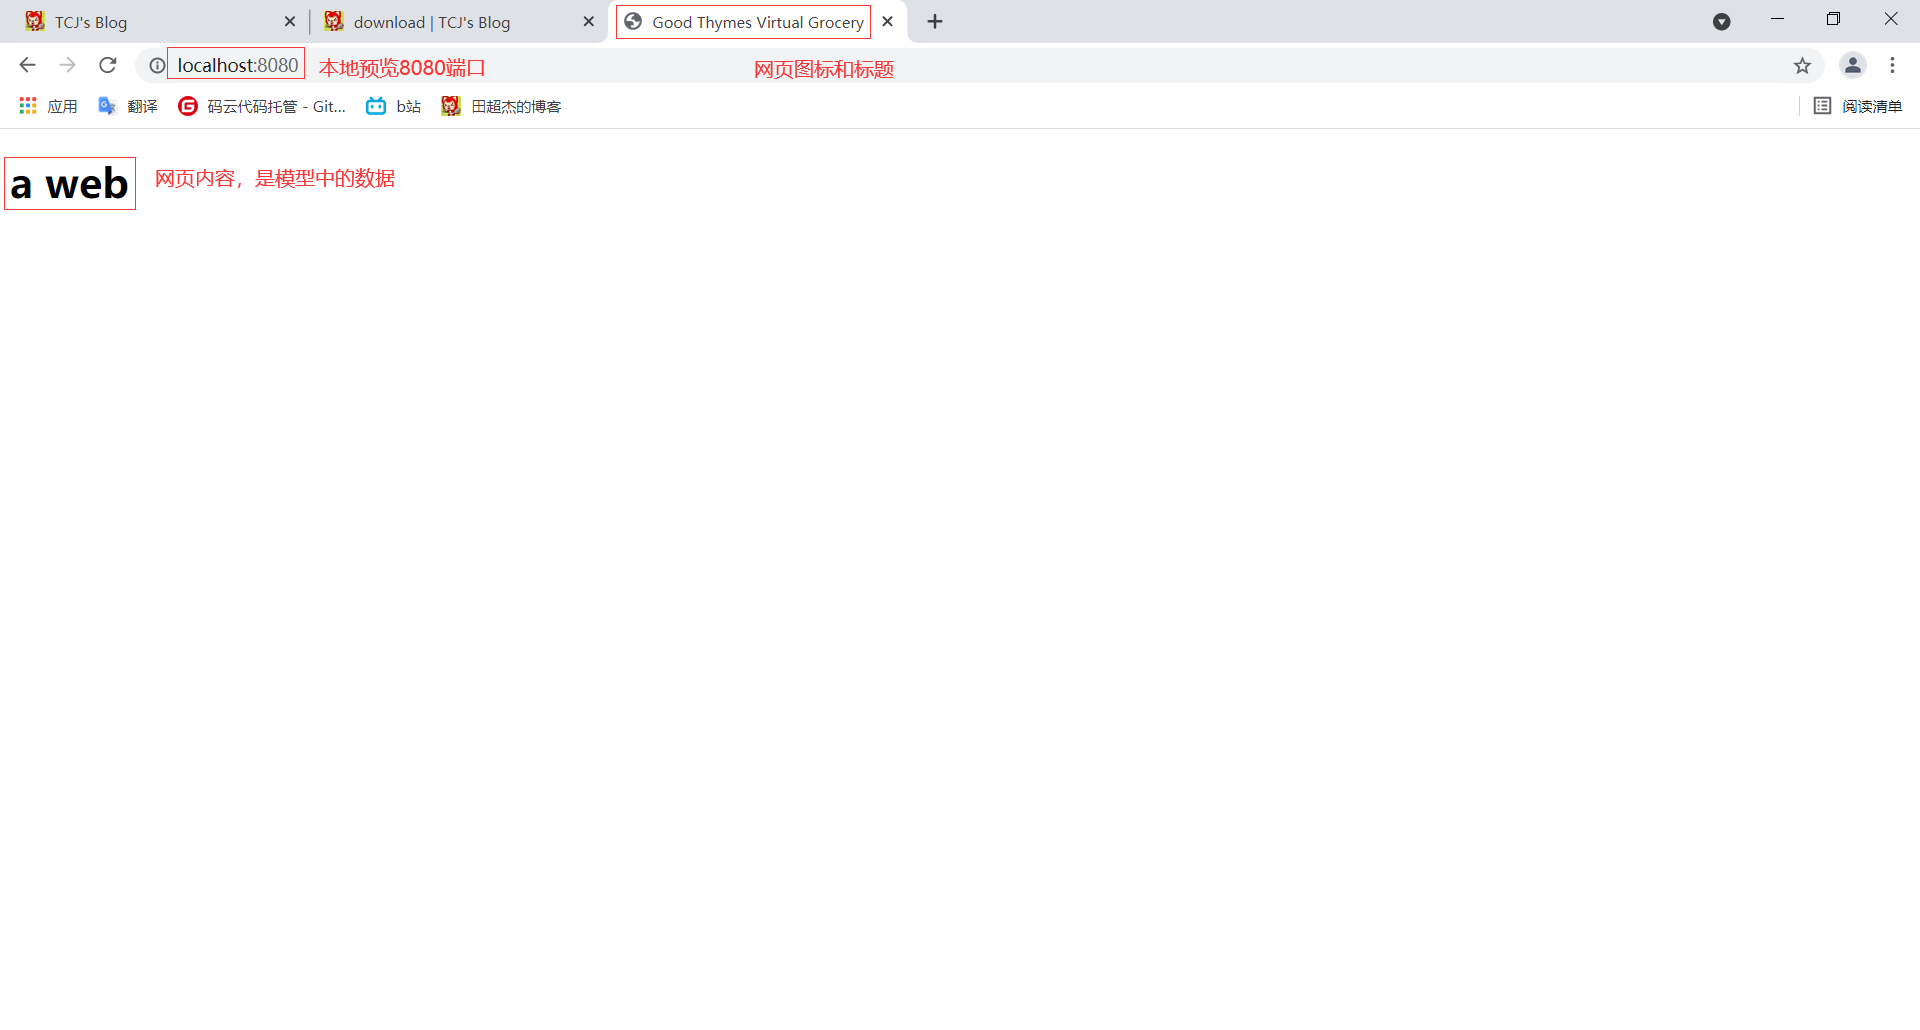 TCJ's Blog
download | TCJ's Blog
Good Thymes Virtual Grocery
localhost:8080
本地预览8080端口
网页图标和标题
应用
翻译
码云代码托管 - Git...
b站
田超杰的博客
阅读清单
a web
网页内容，是模型中的数据